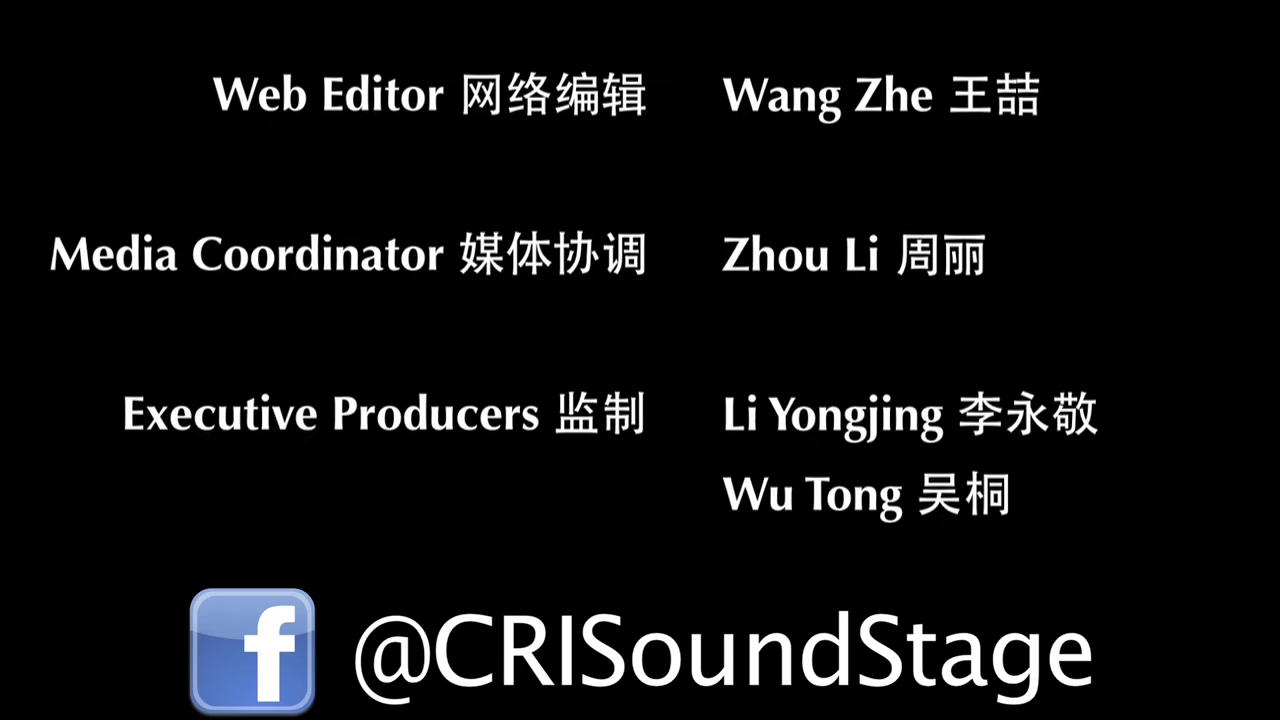 Web Editor 网络编辑 Wang Zhe 王喆
Media Coordinator 媒体协调 Zhou Li 周丽
Executive Producers 监制 Li Yongjing 李永敬
Wu Tong 吴桐
f @CRISoundStage